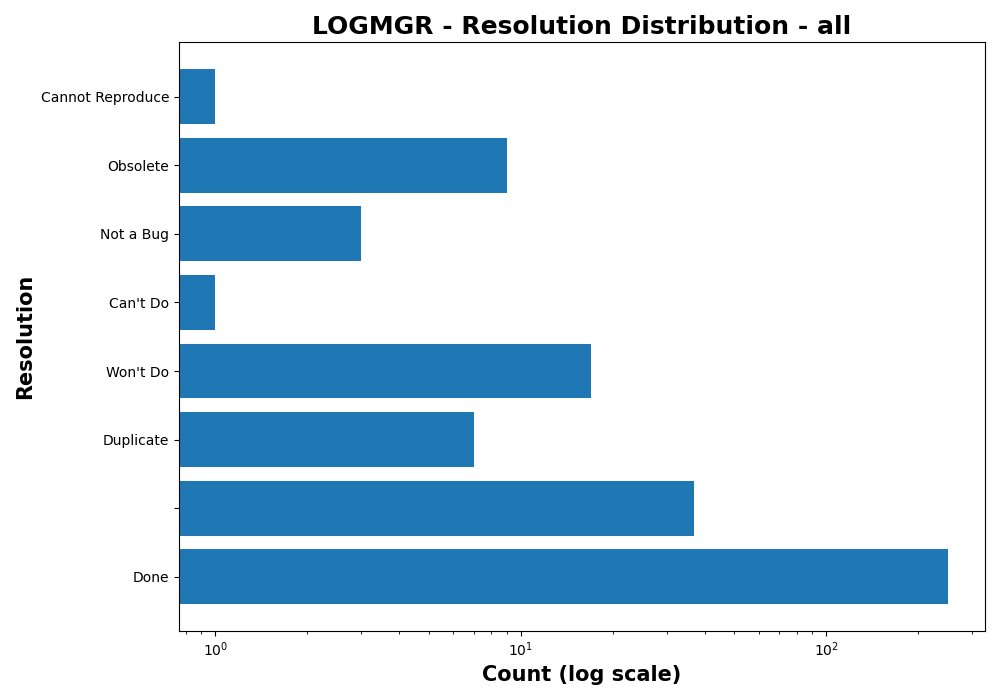 LOGMGR - Resolution Distribution - all
Cannot Reproduce
Obsolete
Not a Bug
Can't Do
Won't Do
Duplicate
Done
Resolution
10⁰ 10¹ 10²
Count (log scale)